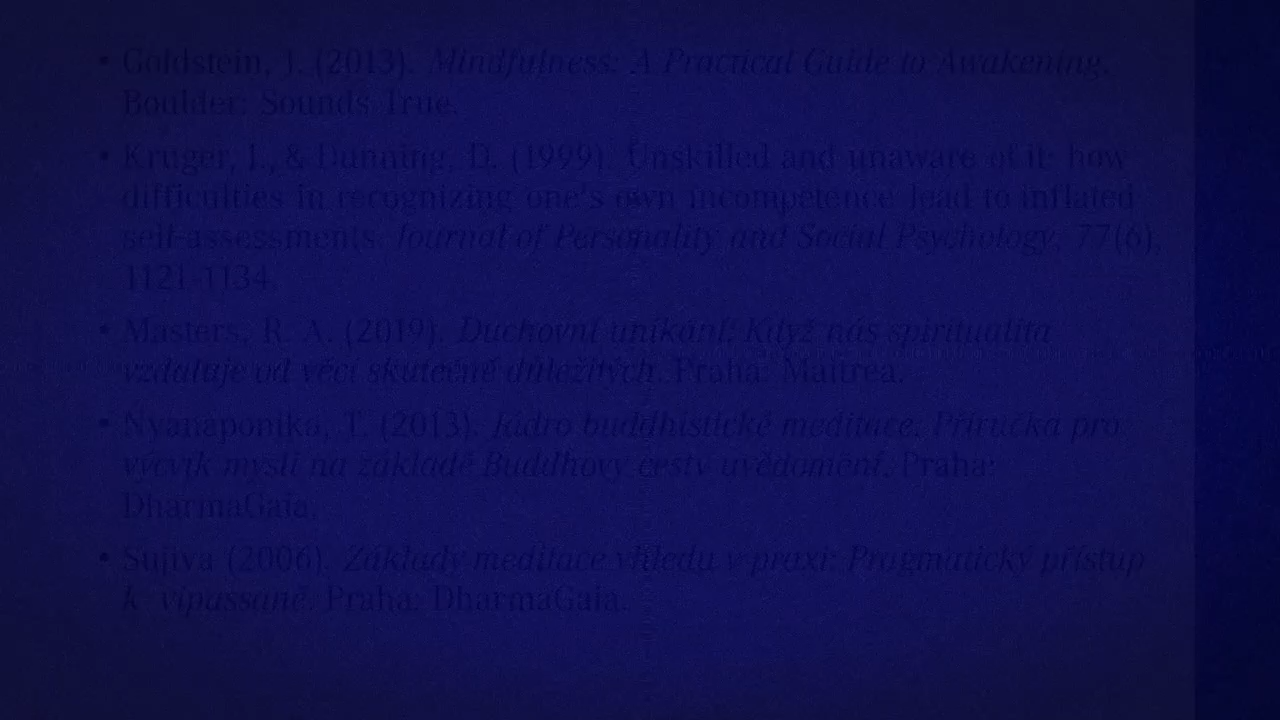 • Goldstein, J. (2013). Mindfulness: A Practical Guide to Awakening.
Boulder: Sounds True.
• Kruger, J., & Dunning, D. (1999). Unskilled and unaware of it: how
difficulties in recognizing one's own incompetence lead to inflated
self-assessments. Journal of Personality and Social Psychology, 77(6),
1121-1134.
• Masters, R. A. (2019). Duchovní unikání: Když nás spiritualita
vzdaluje od věcí skutečně důležitých. Praha: Maitrea.
• Nyanaponika, T. (2013). Jádro buddhistické meditace: Příručka pro
výcvik mysli na základě Buddhovy cesty uvědomění. Praha:
DharmaGaia.
• Sujiva (2006). Základy meditace vhledu v praxi: Pragmatický přístup
k vipassaně. Praha: DharmaGaia.